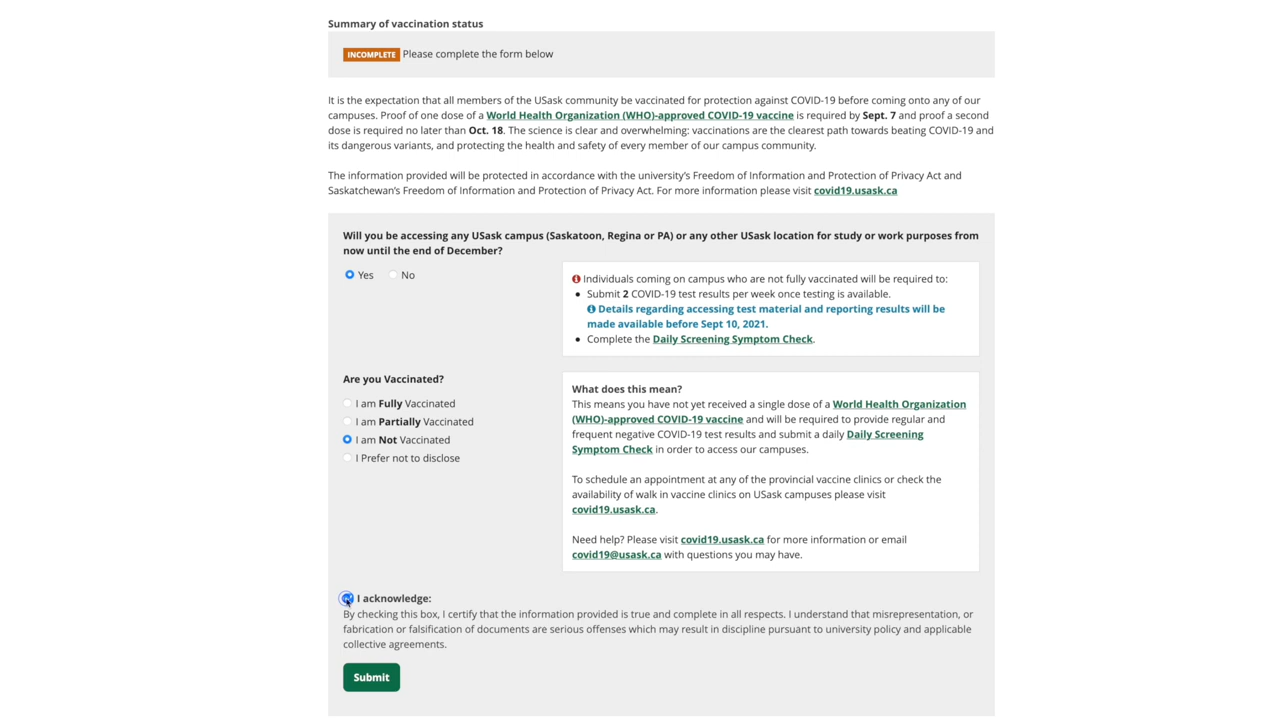 Summary of vaccination status
INCOMPLETE Please complete the form below
It is the expectation that all members of the USask community be vaccinated for protection against COVID-19 before coming onto any of our
campuses. Proof of one dose of a World Health Organization (WHO)-approved COVID-19 vaccine is required by Sept. 7 and proof a second
dose is required no later than Oct. 18. The science is clear and overwhelming: vaccinations are the clearest path towards beating COVID-19 and
its dangerous variants, and protecting the health and safety of every member of our campus community.
The information provided will be protected in accordance with the university's Freedom of Information and Protection of Privacy Act and
Saskatchewan's Freedom of Information and Protection of Privacy Act. For more information please visit covid19.usask.ca
Will you be accessing any USask campus (Saskatoon, Regina or PA) or any other USask location for study or work purposes from
now until the end of December?
Yes No
Individuals coming on campus who are not fully vaccinated will be required to:
• Submit 2 COVID-19 test results per week once testing is available.
Details regarding accessing test material and reporting results will be
made available before Sept 10, 2021.
• Complete the Daily Screening Symptom Check.
Are you Vaccinated?
I am Fully Vaccinated
I am Partially Vaccinated
I am Not Vaccinated
I Prefer not to disclose
What does this mean?
This means you have not yet received a single dose of a World Health Organization
(WHO)-approved COVID-19 vaccine and will be required to provide regular and
frequent negative COVID-19 test results and submit a daily Daily Screening
Symptom Check in order to access our campuses.
To schedule an appointment at any of the provincial vaccine clinics or check the
availability of walk in vaccine clinics on USask campuses please visit
covid19.usask.ca.
Need help? Please visit covid19.usask.ca for more information or email
covid19@usask.ca with questions you may have.
I acknowledge:
By checking this box, I certify that the information provided is true and complete in all respects. I understand that misrepresentation, or
fabrication or falsification of documents are serious offenses which may result in discipline pursuant to university policy and applicable
collective agreements.
Submit